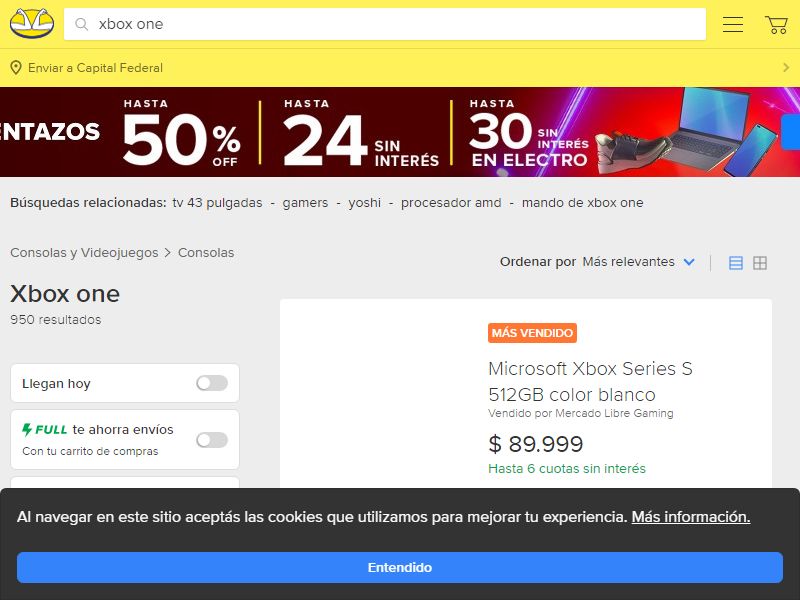 xbox one
Enviar a Capital Federal
ENTAZOS
HASTA
50%
OFF
HASTA
24 SIN
INTERÉS
HASTA
30 SIN
INTERÉS
EN ELECTRO
Búsquedas relacionadas: tv 43 pulgadas - gamers - yoshi - procesador amd - mando de xbox one
Consolas y Videojuegos > Consolas
Ordenar por Más relevantes
Xbox one
950 resultados
MÁS VENDIDO
Microsoft Xbox Series S
512GB color blanco
Vendido por Mercado Libre Gaming
$ 89.999
Hasta 6 cuotas sin interés
Llegan hoy
FULL te ahorra envíos
Con tu carrito de compras
Al navegar en este sitio aceptás las cookies que utilizamos para mejorar tu experiencia. Más información.
Entendido